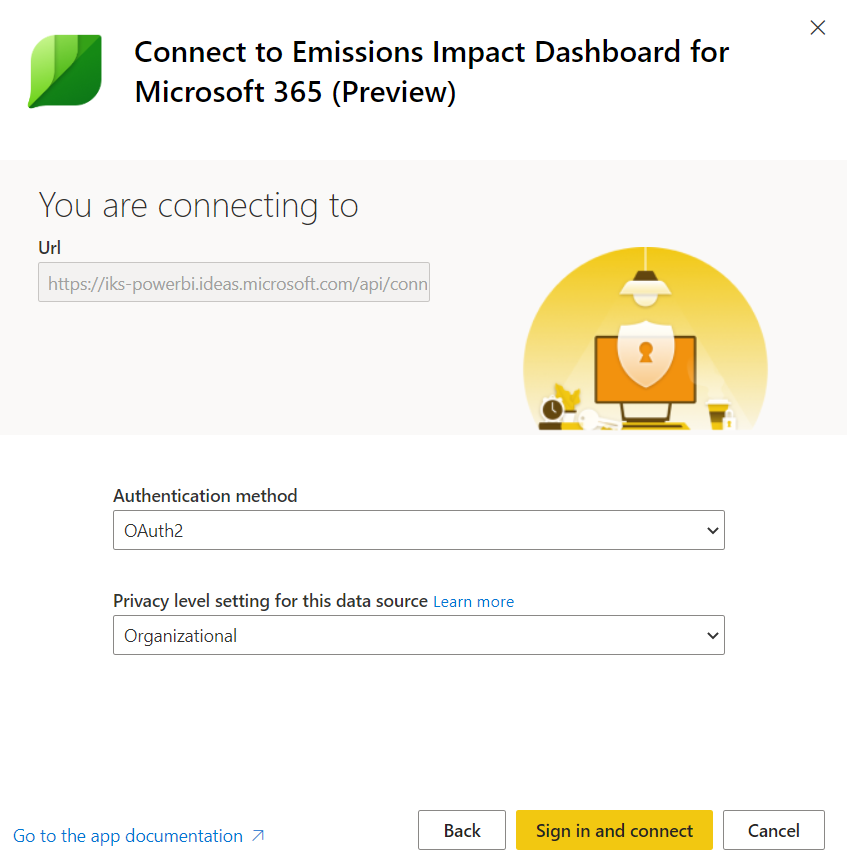 Connect to Emissions Impact Dashboard for
Microsoft 365 (Preview)
You are connecting to
Url
https://iks-powerbi.ideas.microsoft.com/api/conn
Authentication method
OAuth2
Privacy level setting for this data source Learn more
Organizational
Go to the app documentation
Back
Sign in and connect
Cancel